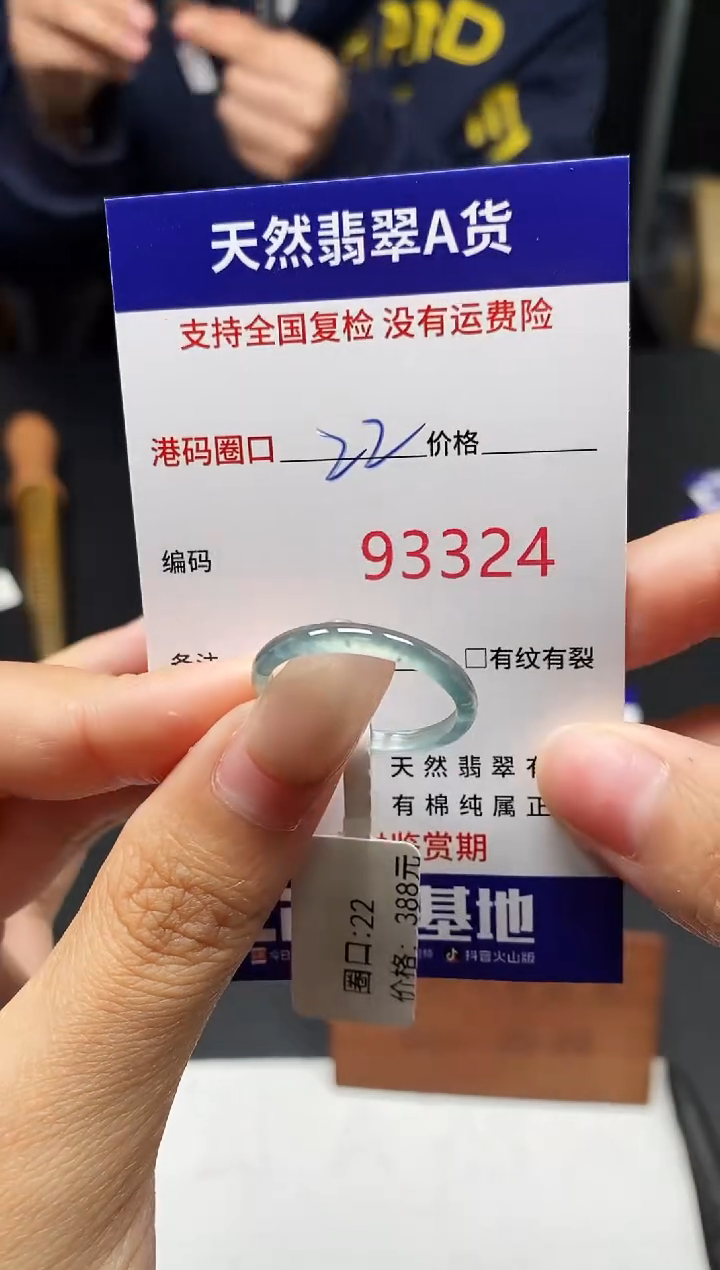 天然翡翠A货
支持全国复检 没有运费险
港码圈口 22 价格
编码 93324
备注 □有纹有裂
天然翡翠有
有棉纯属正
鉴赏期
基地
抖音火山版
圈口:22
价格: 388元